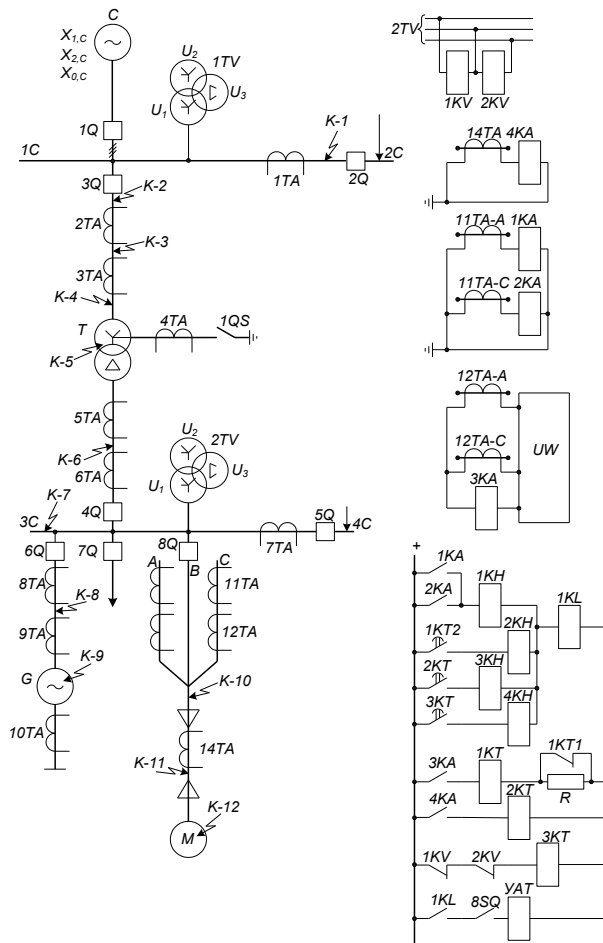 C
X1,C
X2,C
X0,C
U2
1TV
U1
U3
1Q
1C
K-1
2C
1TA
2Q
3Q
K-2
2TA
K-3
3TA
K-4
T
4TA
1QS
K-5
5TA
K-6
6TA
U2
2TV
U1
U3
K-7
4Q
5Q
3C
4C
7TA
6Q
7Q
8Q
A
B
C
8TA
11TA
K-8
9TA
12TA
K-9
G
K-10
10TA
14TA
K-11
K-12
M
2TV
1KV
2KV
14TA
4KA
11TA-A
1KA
11TA-C
2KA
12TA-A
12TA-C
UW
3KA
+
1KA
1KH
1KL
2KA
1KT2
2KH
2KT
3KH
3KT
4KH
1KT1
3KA
1KT
R
4KA
2KT
3KT
1KV
2KV
1KL
8SQ
УАТ